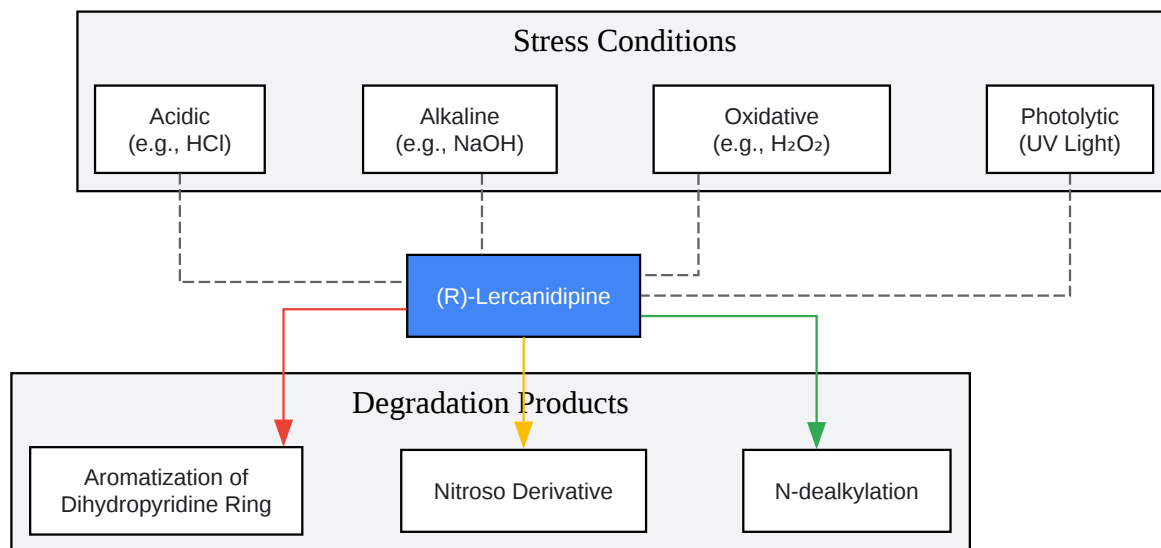 Stress Conditions
Acidic
(e.g., HCl)
Alkaline
(e.g., NaOH)
Oxidative
(e.g., H₂O₂)
Photolytic
(UV Light)
(R)-Lercanidipine
Degradation Products
Aromatization of
Dihydropyridine Ring
Nitroso Derivative
N-dealkylation